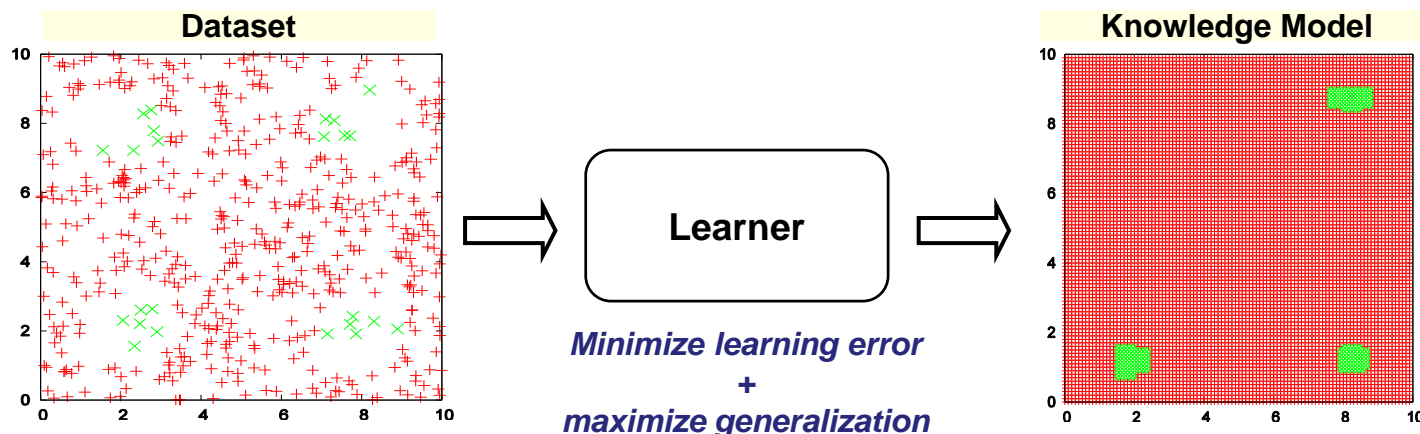 Dataset
10
8
6
4
2
0
0 2 4 6 8 10
Learner
Minimize learning error
+
maximize generalization
Knowledge Model
10
8
6
4
2
0
0 2 4 6 8 10